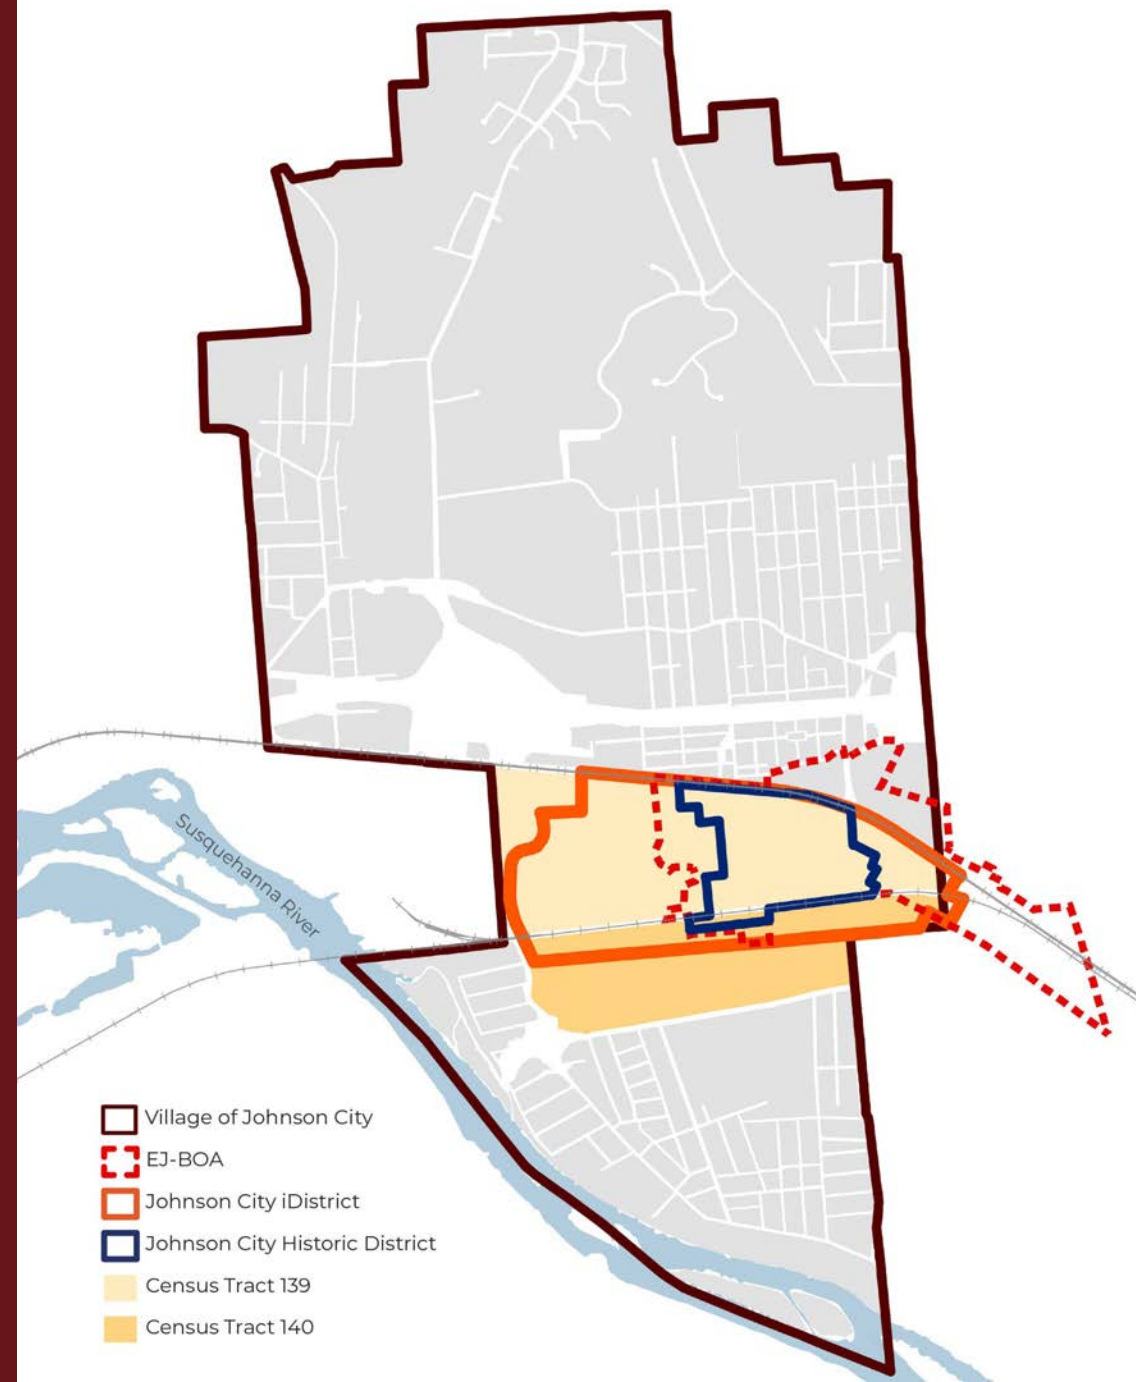 Susquehanna River
Village of Johnson City
EJ-BOA
Johnson City iDistrict
Johnson City Historic District
Census Tract 139
Census Tract 140